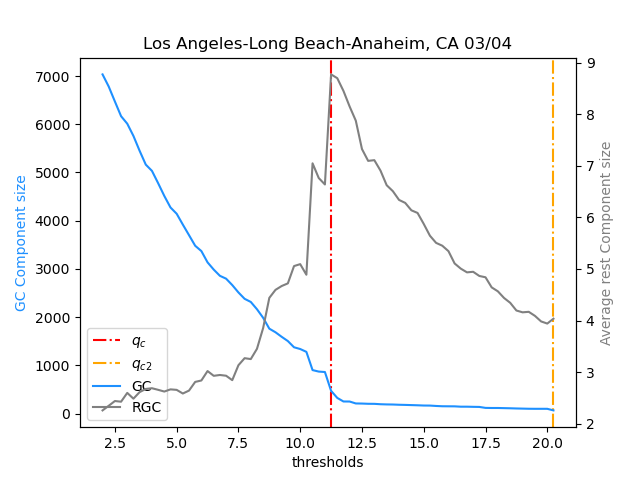 Los Angeles-Long Beach-Anaheim, CA 03/04
GC Component size
7000
6000
5000
4000
3000
2000
1000
0
9
8
7
6
5
4
3
2
Average rest Component size
q_c
q_c2
GC
RGC
2.5 5.0 7.5 10.0 12.5 15.0 17.5 20.0
thresholds